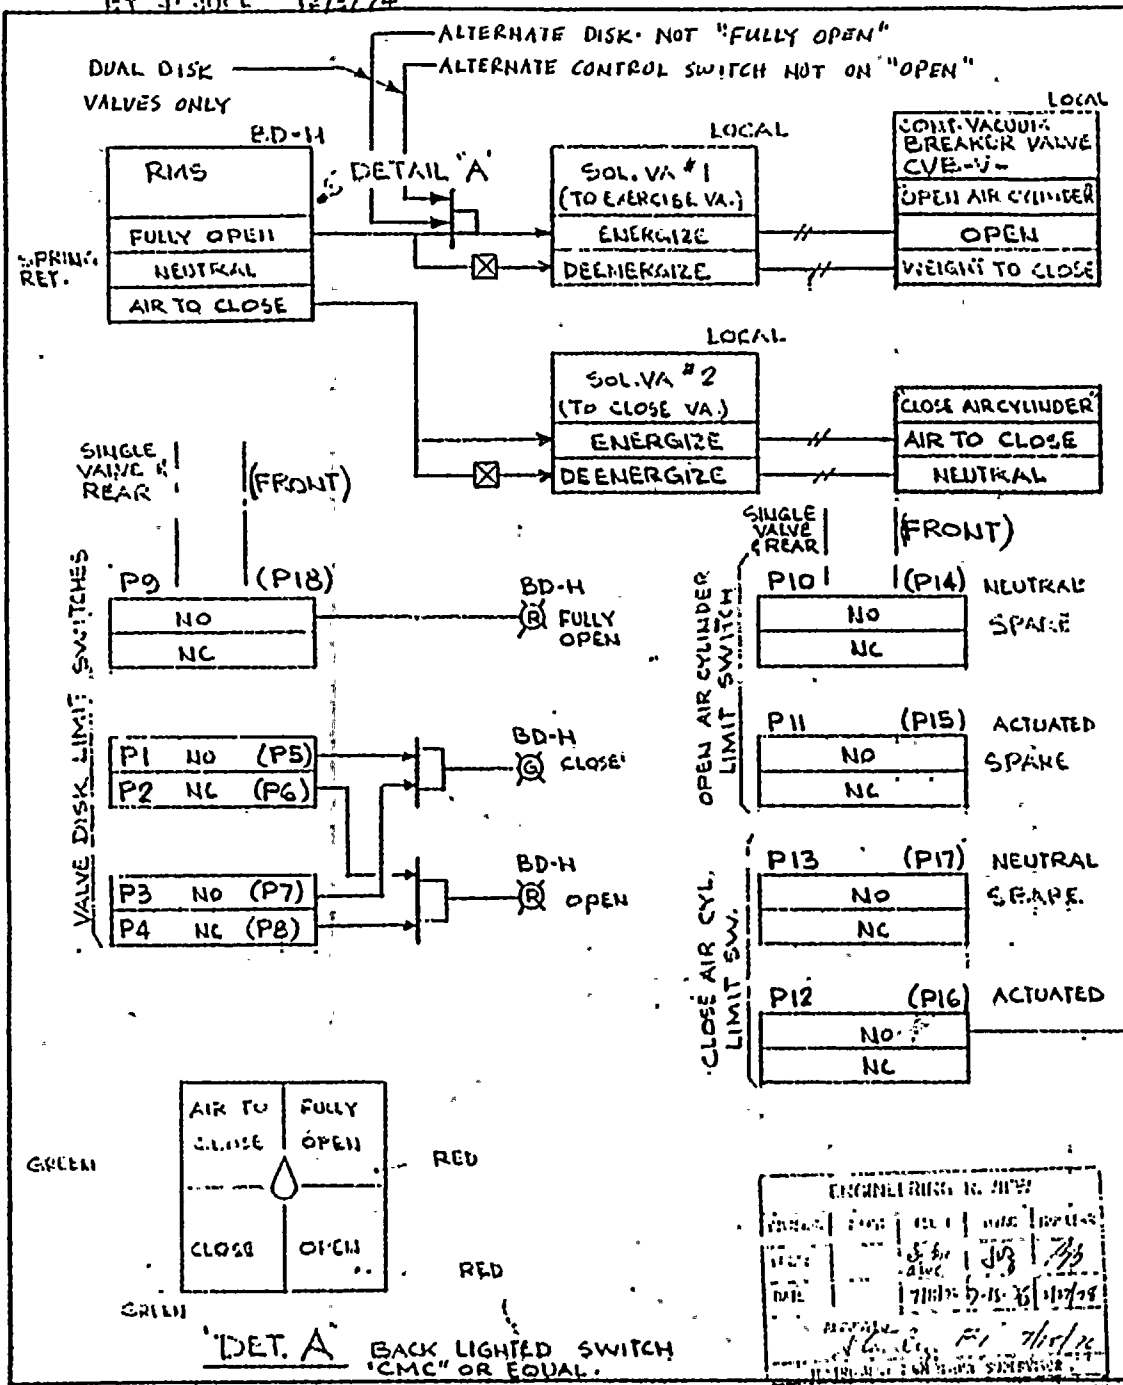 ALTERNATE DISK NOT "FULLY OPEN"
ALTERNATE CONTROL SWITCH NOT ON "OPEN"
DUAL DISK
VALVES ONLY
BD-H
RMS
FULLY OPEN
NEUTRAL
AIR TO CLOSE
SPRING
RET.
DETAIL "A"
LOCAL
SOL. VA #1
(TO EXERCISE VA.)
ENERGIZE
DEENERGIZE
LOCAL
CONT. VACUUM
BREAKER VALVE
CVB-V-
OPEN AIR CYLINDER
OPEN
WEIGHT TO CLOSE
LOCAL
SOL. VA #2
(TO CLOSE VA.)
ENERGIZE
DEENERGIZE
"CLOSE AIR CYLINDER"
AIR TO CLOSE
NEUTRAL
SINGLE
VALVE &
REAR
(FRONT)
VALVE DISK LIMIT SWITCHES
P9 (P18)
NO
NC
BD-H
R FULLY
OPEN
P1 NO (P5)
P2 NC (P6)
BD-H
G CLOSE
P3 NO (P7)
P4 NC (P8)
BD-H
R OPEN
SINGLE
VALVE
& REAR
(FRONT)
OPEN AIR CYLINDER
LIMIT SWITCH
P10 (P14) NEUTRAL
NO
SPARE
NC
P11 (P15) ACTUATED
NO
SPARE
NC
CLOSE AIR CYL.
LIMIT SW.
P13 (P17) NEUTRAL
NO
SPARE
NC
P12 (P16) ACTUATED
NO
NC
AIR TO
CLOSE
FULLY
OPEN
GREEN
RED
CLOSE
OPEN
RED
GREEN
"DET. A"
BACK LIGHTED SWITCH
"CMC" OR EQUAL.
ENGINEERING REVIEW
DATE
7/15/76